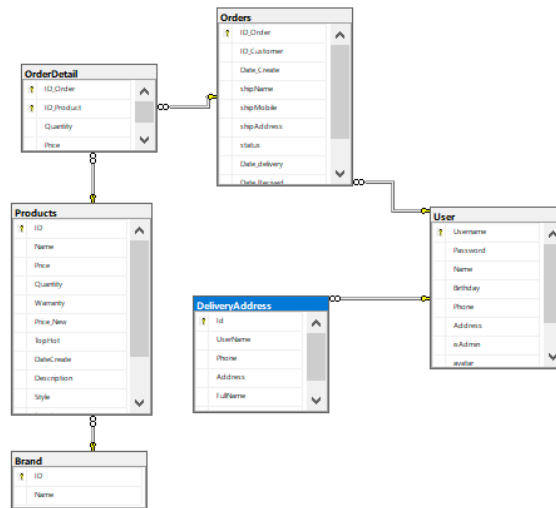 Orders
ID_Order
ID_Customer
Date_Create
shipName
shipMobile
shipAddress
status
Date_delivery
OrderDetail
ID_Order
ID_Product
Quantity
Price
Products
ID
Name
Price
Quantity
Warranty
Price_New
TopHot
DateCreate
Description
Style
User
Username
Password
Name
Birthday
Phone
Address
isAdmin
avatar
DeliveryAddress
Id
UserName
Phone
Address
FullName
Brand
ID
Name